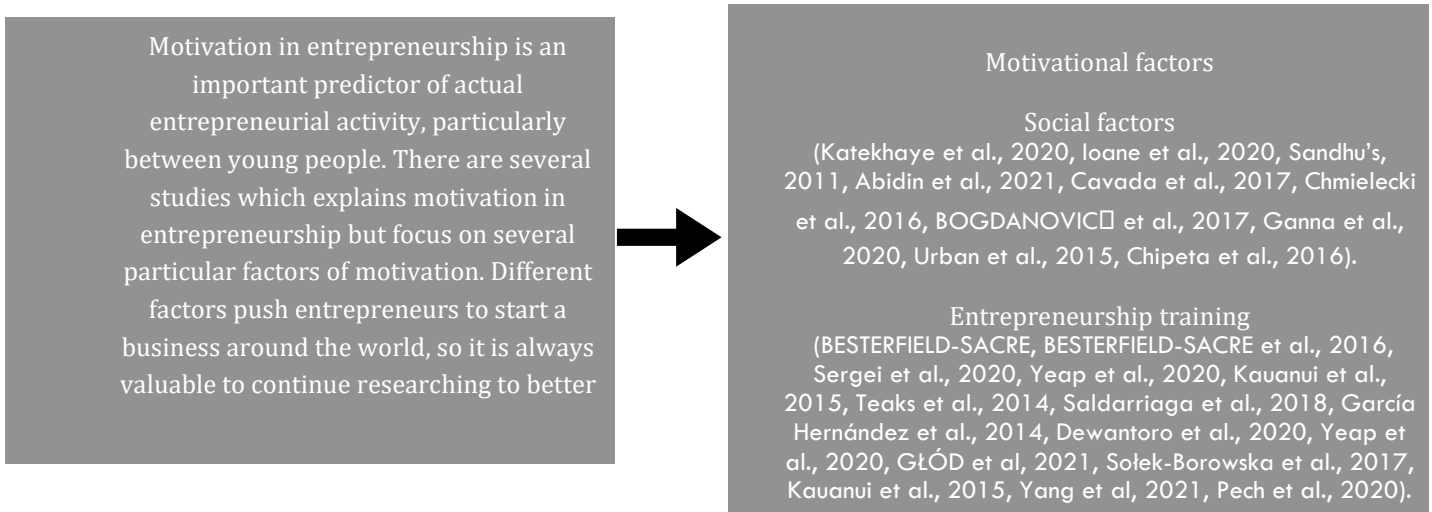 Motivation in entrepreneurship is an
important predictor of actual
entrepreneurial activity, particularly
between young people. There are several
studies which explains motivation in
entrepreneurship but focus on several
particular factors of motivation. Different
factors push entrepreneurs to start a
business around the world, so it is always
valuable to continue researching to better
Motivational factors
Social factors
(Katekhaye et al., 2020, Ioane et al., 2020, Sandhu's,
2011, Abidin et al., 2021, Cavada et al., 2017, Chmielecki
et al., 2016, BOGDANOVIC□ et al., 2017, Ganna et al.,
2020, Urban et al., 2015, Chipeta et al., 2016).
Entrepreneurship training
(BESTERFIELD-SACRE, BESTERFIELD-SACRE et al., 2016,
Sergei et al., 2020, Yeap et al., 2020, Kauanui et al.,
2015, Teaks et al., 2014, Saldarriaga et al., 2018, García
Hernández et al., 2014, Dewantoro et al., 2020, Yeap et
al., 2020, GŁÓD et al, 2021, Sołek-Borowska et al., 2017,
Kauanui et al., 2015, Yang et al, 2021, Pech et al., 2020).